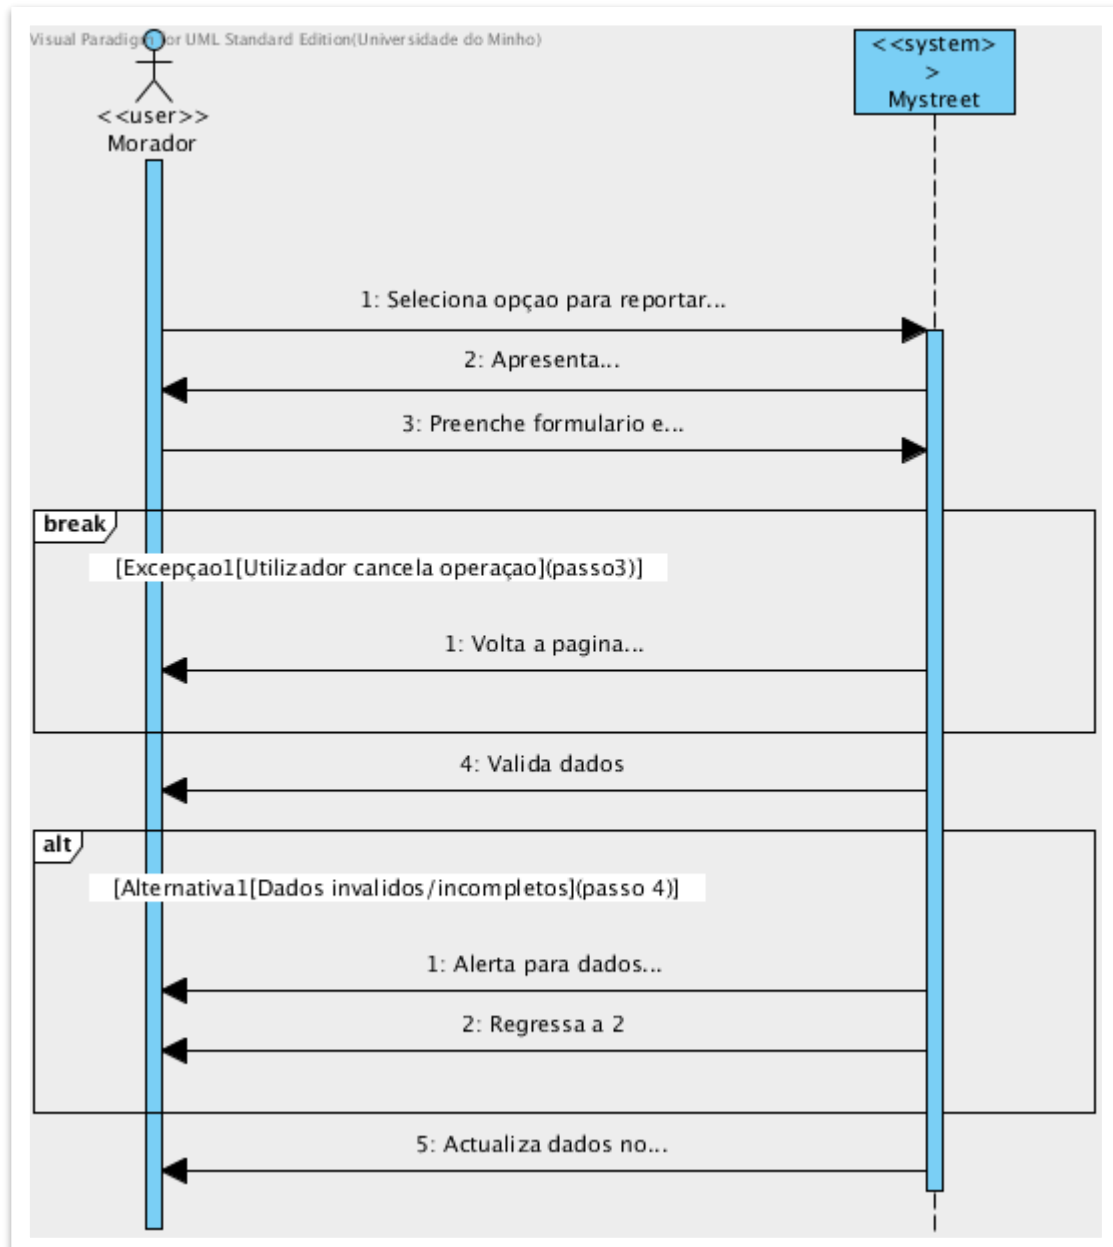 Visual Paradigm for UML Standard Edition(Universidade do Minho)
<<system>
>
Mystreet
<<user>>
Morador
1: Seleciona opçao para reportar...
2: Apresenta...
3: Preenche formulario e...
break
[Excepçao1[Utilizador cancela operaçao](passo3)]
1: Volta a pagina...
4: Valida dados
alt
[Alternativa1[Dados invalidos/incompletos](passo 4)]
1: Alerta para dados...
2: Regressa a 2
5: Actualiza dados no...